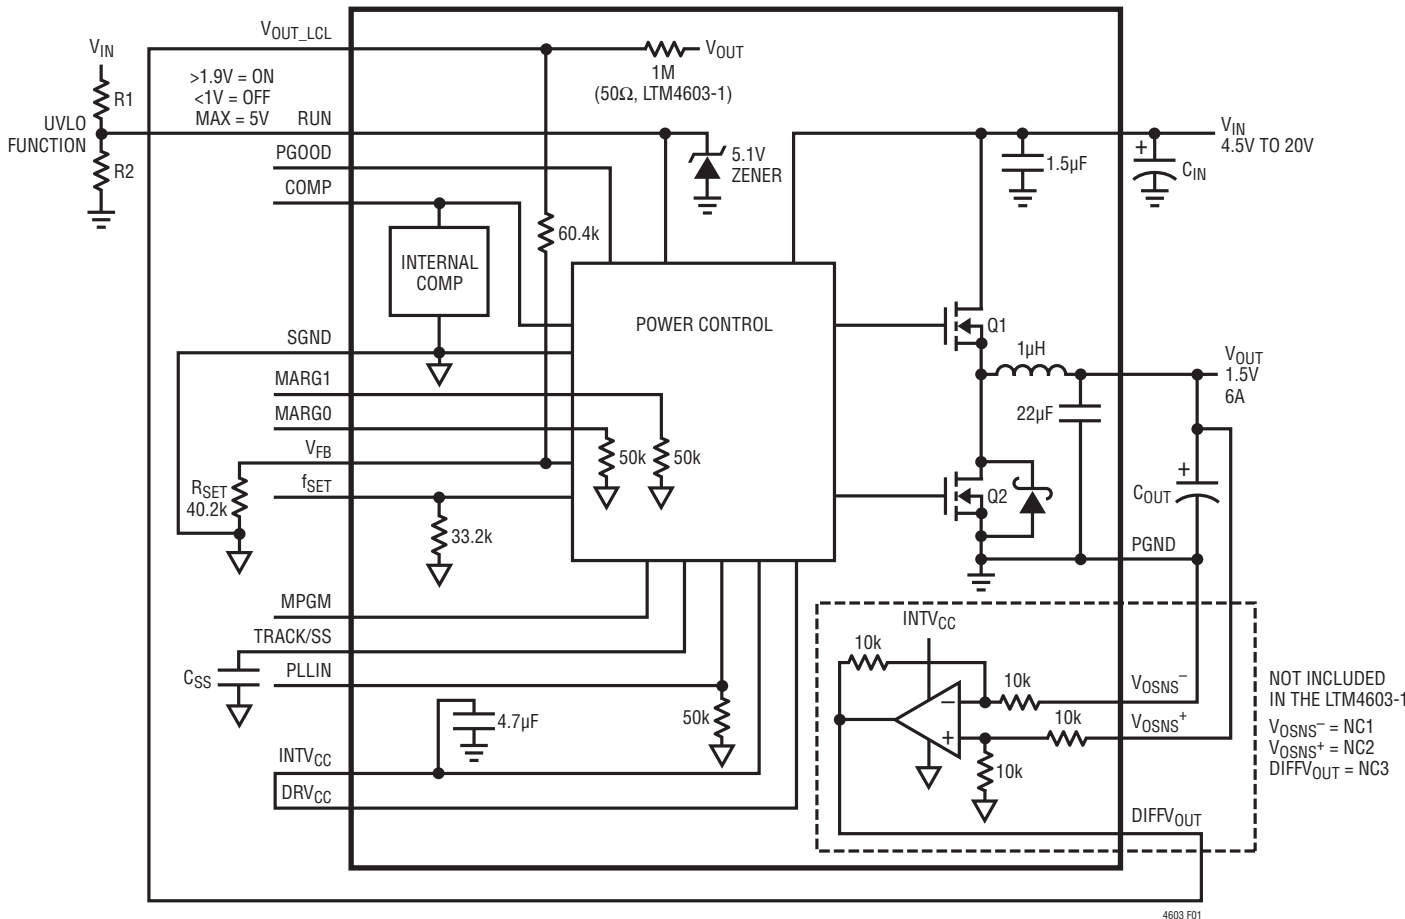 V_OUT_LCL
V_IN
>1.9V = ON
<1V = OFF
MAX = 5V
R1
UVLO
FUNCTION
R2
RUN
PGOOD
COMP
1M
(50Ω, LTM4603-1)
V_OUT
5.1V
ZENER
1.5µF
V_IN
4.5V TO 20V
+
C_IN
60.4k
INTERNAL
COMP
POWER CONTROL
Q1
1µH
V_OUT
1.5V
6A
22µF
SGND
MARG1
MARG0
V_FB
f_SET
50k
50k
R_SET
40.2k
33.2k
Q2
+
C_OUT
PGND
MPGM
TRACK/SS
C_SS
PLLIN
50k
4.7µF
INTV_CC
DRV_CC
INTV_CC
10k
10k
10k
10k
–
+
V_OSNS⁻
V_OSNS⁺
DIFFV_OUT
NOT INCLUDED
IN THE LTM4603-1
V_OSNS⁻ = NC1
V_OSNS⁺ = NC2
DIFFV_OUT = NC3
4603 F01